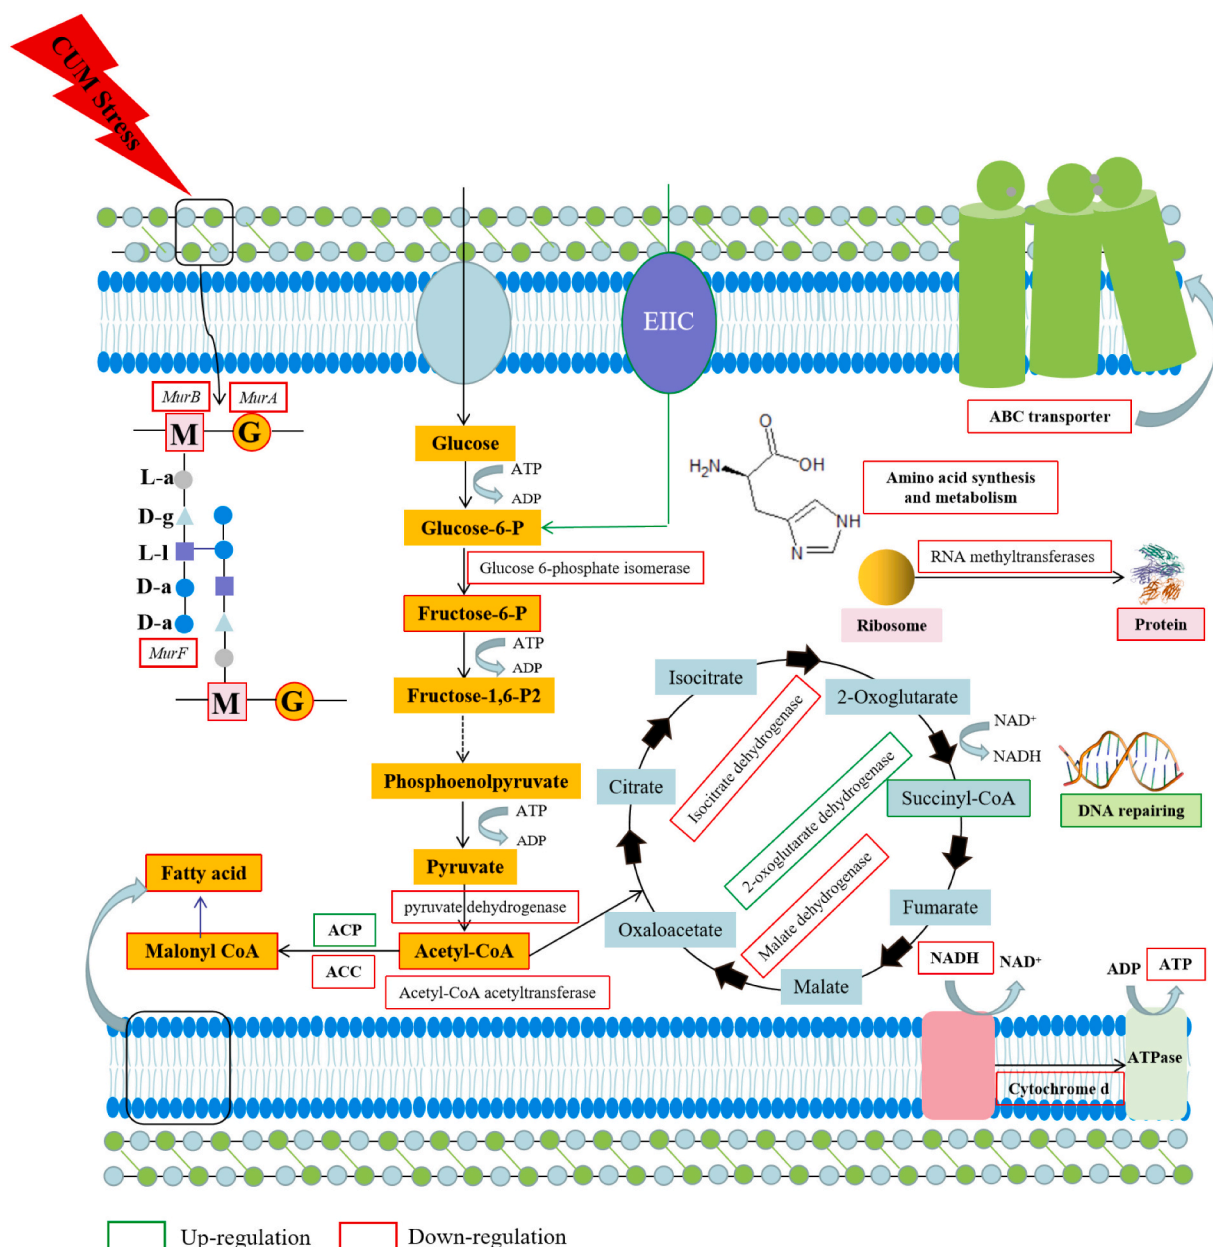 CUM Stress
EIIC
MurB
MurA
M
G
L-a
D-g
L-l
D-a
D-a
MurF
M
G
Glucose
ATP
ADP
Glucose-6-P
Glucose 6-phosphate isomerase
Fructose-6-P
ATP
ADP
Fructose-1,6-P2
Phosphoenolpyruvate
ATP
ADP
Pyruvate
pyruvate dehydrogenase
Acetyl-CoA
Acetyl-CoA acetyltransferase
ACP
ACC
Malonyl CoA
Fatty acid
ABC transporter
O
OH
H₂N
NH
N
Amino acid synthesis
and metabolism
RNA methyltransferases
Ribosome
Protein
Isocitrate
2-Oxoglutarate
NAD⁺
NADH
Succinyl-CoA
Fumarate
Malate
Oxaloacetate
Citrate
Isocitrate dehydrogenase
2-oxoglutarate dehydrogenase
Malate dehydrogenase
DNA repairing
NADH
NAD⁺
ADP
ATP
ATPase
Cytochrome d
Up-regulation
Down-regulation